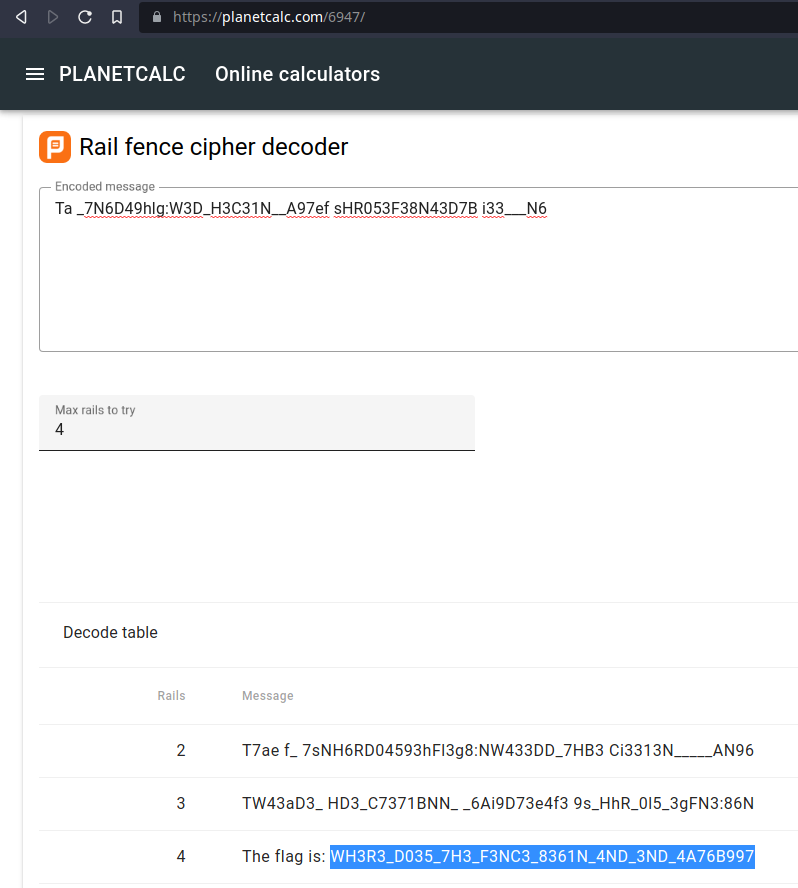 https://planetcalc.com/6947/
PLANETCALC Online calculators
Rail fence cipher decoder
Encoded message
Ta _7N6D49hlg:W3D_H3C31N__A97ef sHR053F38N43D7B i33___N6
Max rails to try
4
Decode table
Rails Message
2 T7ae f_ 7sNH6RD04593hFl3g8:NW433DD_7HB3 Ci3313N_____AN96
3 TW43aD3_ HD3_C7371BNN_ _6Ai9D73e4f3 9s_HhR_0l5_3gFN3:86N
4 The flag is: WH3R3_D035_7H3_F3NC3_8361N_4ND_3ND_4A76B997